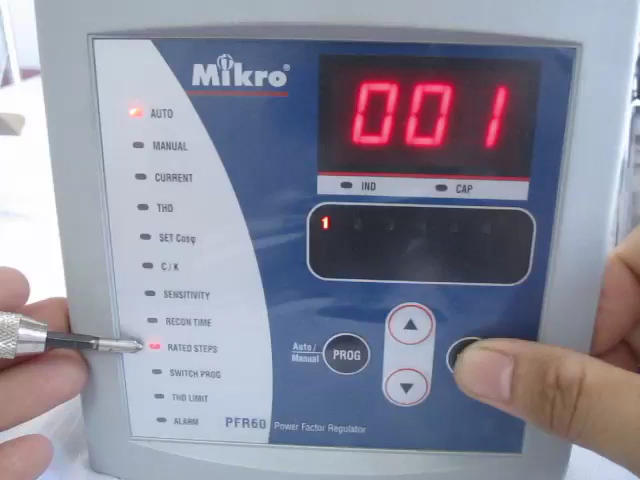 Mikro®
001
AUTO
MANUAL
CURRENT
THD
SET Cosφ
C / K
SENSITIVITY
RECON TIME
RATED STEPS
SWITCH PROG
THD LIMIT
ALARM
IND
CAP
1
Auto /
Manual
PROG
PFR60 Power Factor Regulator